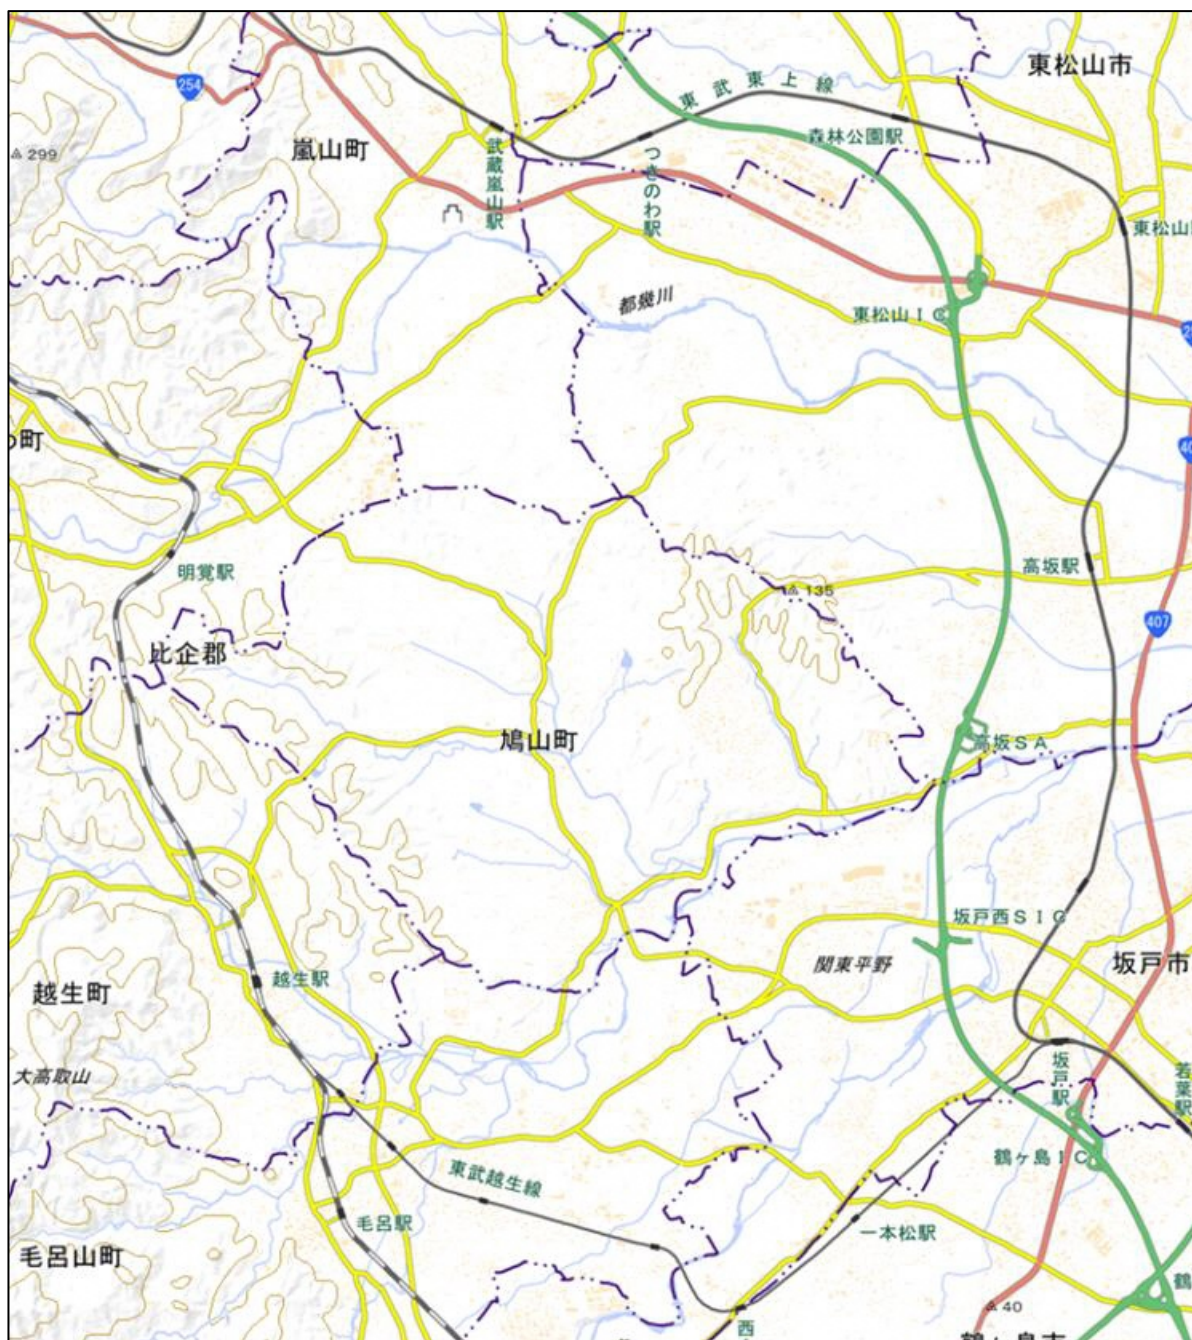 東松山市
254
東武東上線
森林公園駅
嵐山町
299
武蔵嵐山駅
つきのわ駅
東松山
都幾川
東松山IC
町
高坂駅
明覚駅
135
407
比企郡
鳩山町
高坂SA
坂戸西SIC
関東平野
坂戸市
越生駅
越生町
大高取山
坂戸駅
若葉駅
鶴ヶ島IC
東武越生線
毛呂駅
一本松駅
毛呂山町
鶴
40
西
鶴ヶ島市